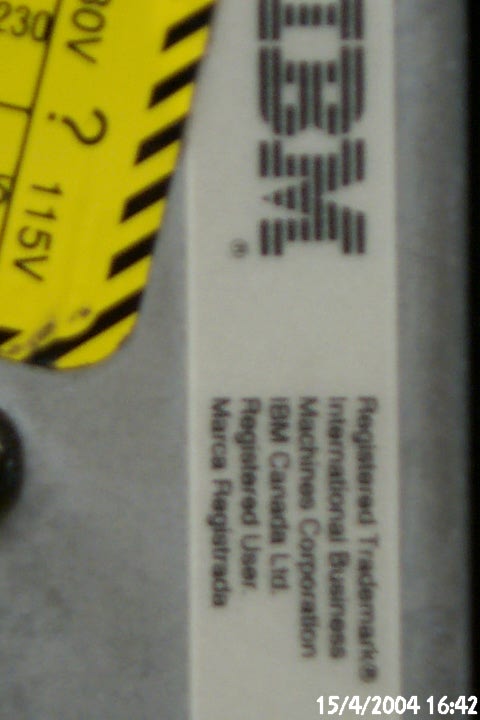 IBM®
Registered Trademark®
International Business
Machines Corporation
IBM Canada Ltd.
Registered User.
Marca Registrada
230
30V
?
115V
15/4/2004 16:42